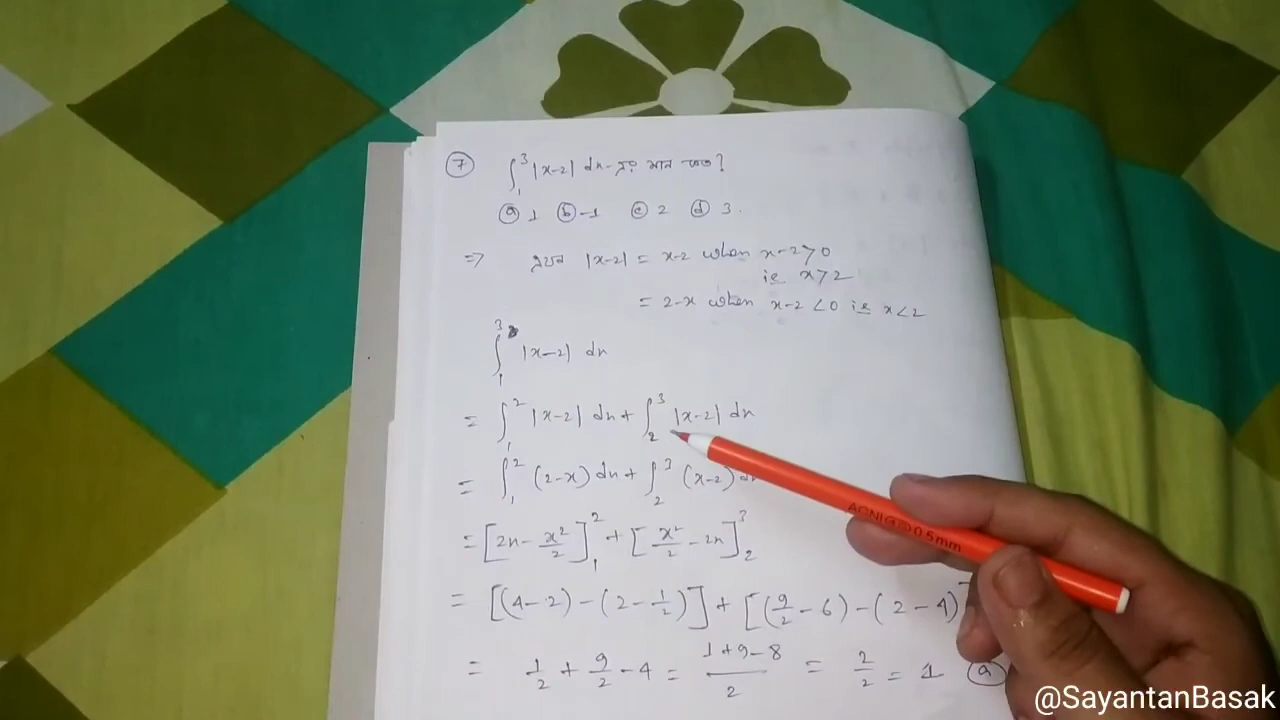 7 ∫₁³ |x-2| dx-এর মান কত?
ⓐ 1 ⓑ -1 ⓒ 2 ⓓ 3.
=> এখন |x-2| = x-2 when x-2>0
ie x>2
= 2-x when x-2<0 ie x<2
∫₁³ |x-2| dx
= ∫₁² |x-2| dx + ∫₂³ |x-2| dx
= ∫₁² (2-x) dx + ∫₂³ (x-2) dx
= [2x - x²/2]₁² + [x²/2 - 2x]₂³
= [(4-2) - (2 - 1/2)] + [(9/2 - 6) - (2-4)]
= 1/2 + 9/2 - 4 = (1+9-8)/2 = 2/2 = 1 ⓐ
0.5mm
@SayantanBasak